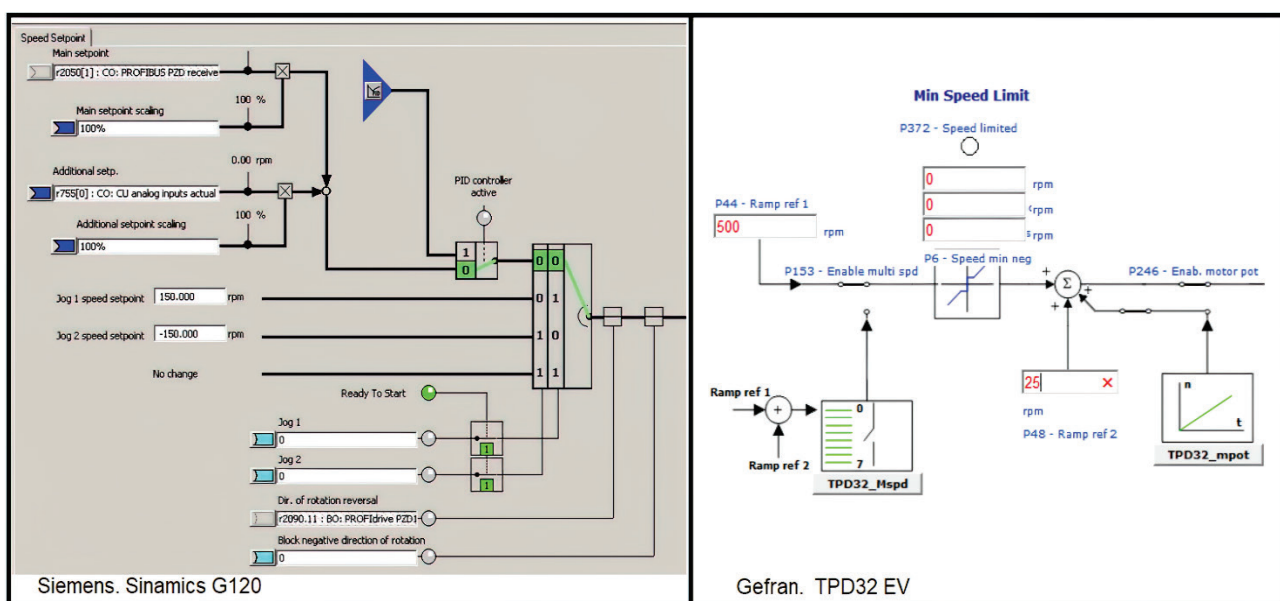 Speed Setpoint
Main setpoint
r2050[1] : CO: PROFIBUS PZD receive
100 %
Main setpoint scaling
100%
0.00 rpm
Additional setp.
r755[0] : CO: CU analog inputs actual
100 %
Additional setpoint scaling
100%
PID controller
active
1
0
0 0
Jog 1 speed setpoint 150.000 rpm
0 1
Jog 2 speed setpoint -150.000 rpm
1 0
No change
1 1
Ready To Start
Jog 1
0
1
Jog 2
0
1
Dir. of rotation reversal
r2090.11 : BO: PROFIdrive PZD1
Block negative direction of rotation
0
Siemens. Sinamics G120
Min Speed Limit
P372 - Speed limited
0 rpm
0 rpm
0 rpm
P44 - Ramp ref 1
500 rpm
P153 - Enable multi spd
P6 - Speed min neg
+
Σ
+
+
P246 - Enab. motor pot
25 ×
rpm
P48 - Ramp ref 2
Ramp ref 1
+
Ramp ref 2
0
7
TPD32_Mspd
n
t
TPD32_mpot
Gefran. TPD32 EV